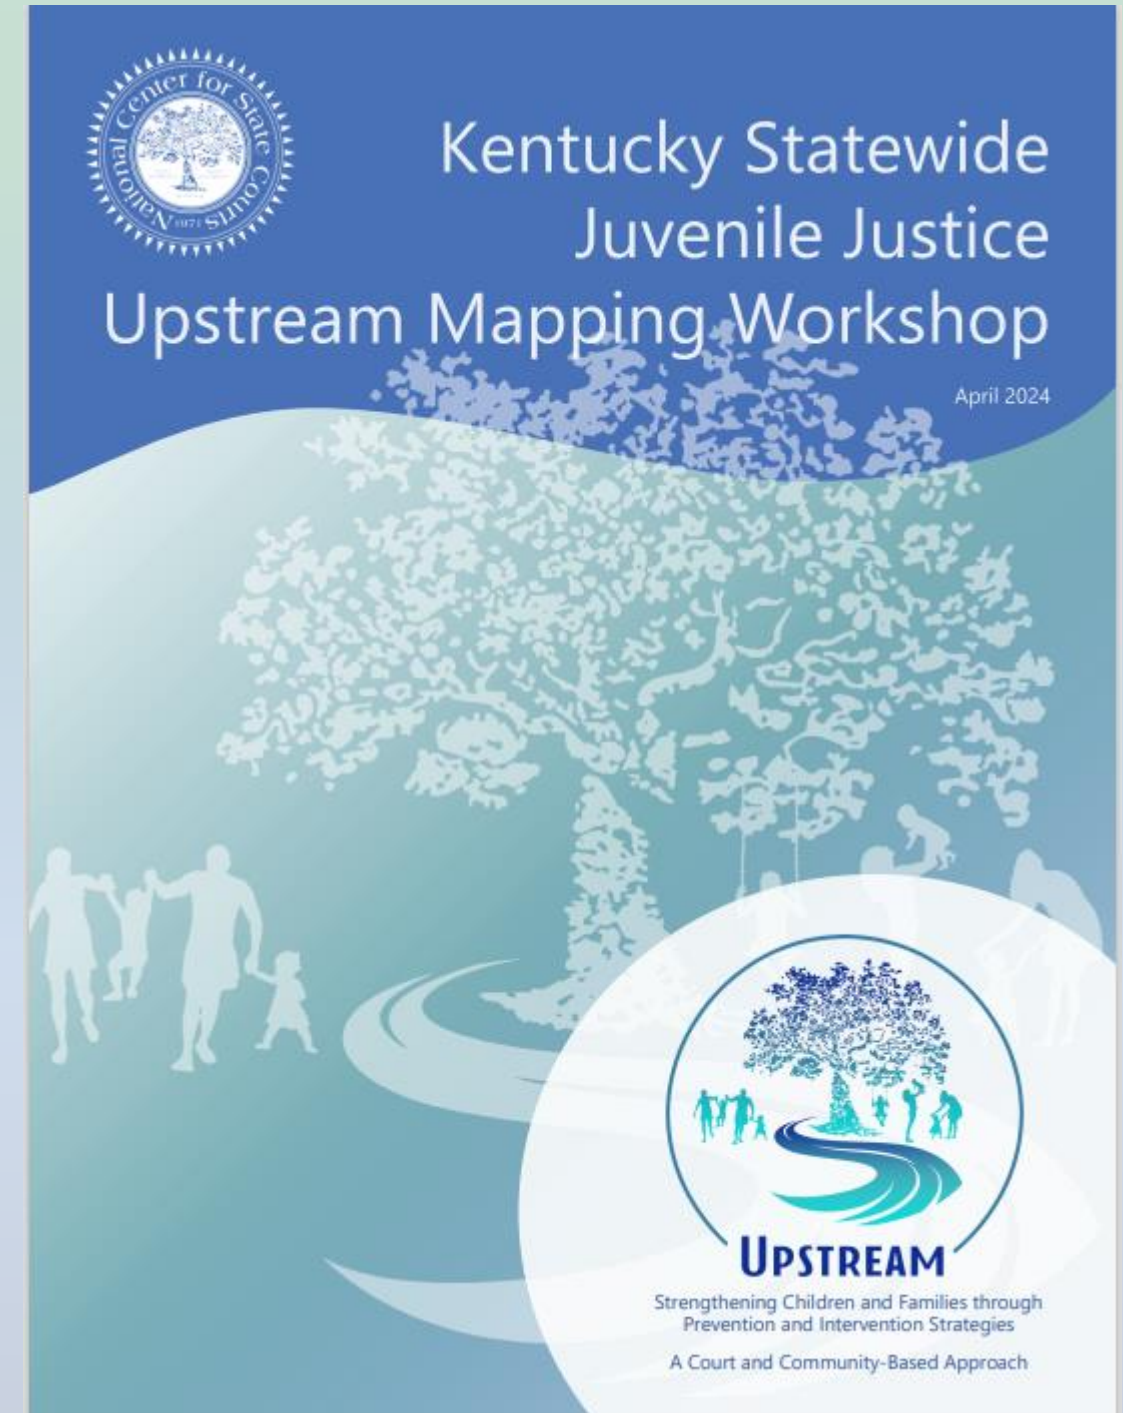 National Center for State Courts
1971
Kentucky Statewide
Juvenile Justice
Upstream Mapping Workshop
April 2024
UPSTREAM
Strengthening Children and Families through
Prevention and Intervention Strategies
A Court and Community-Based Approach